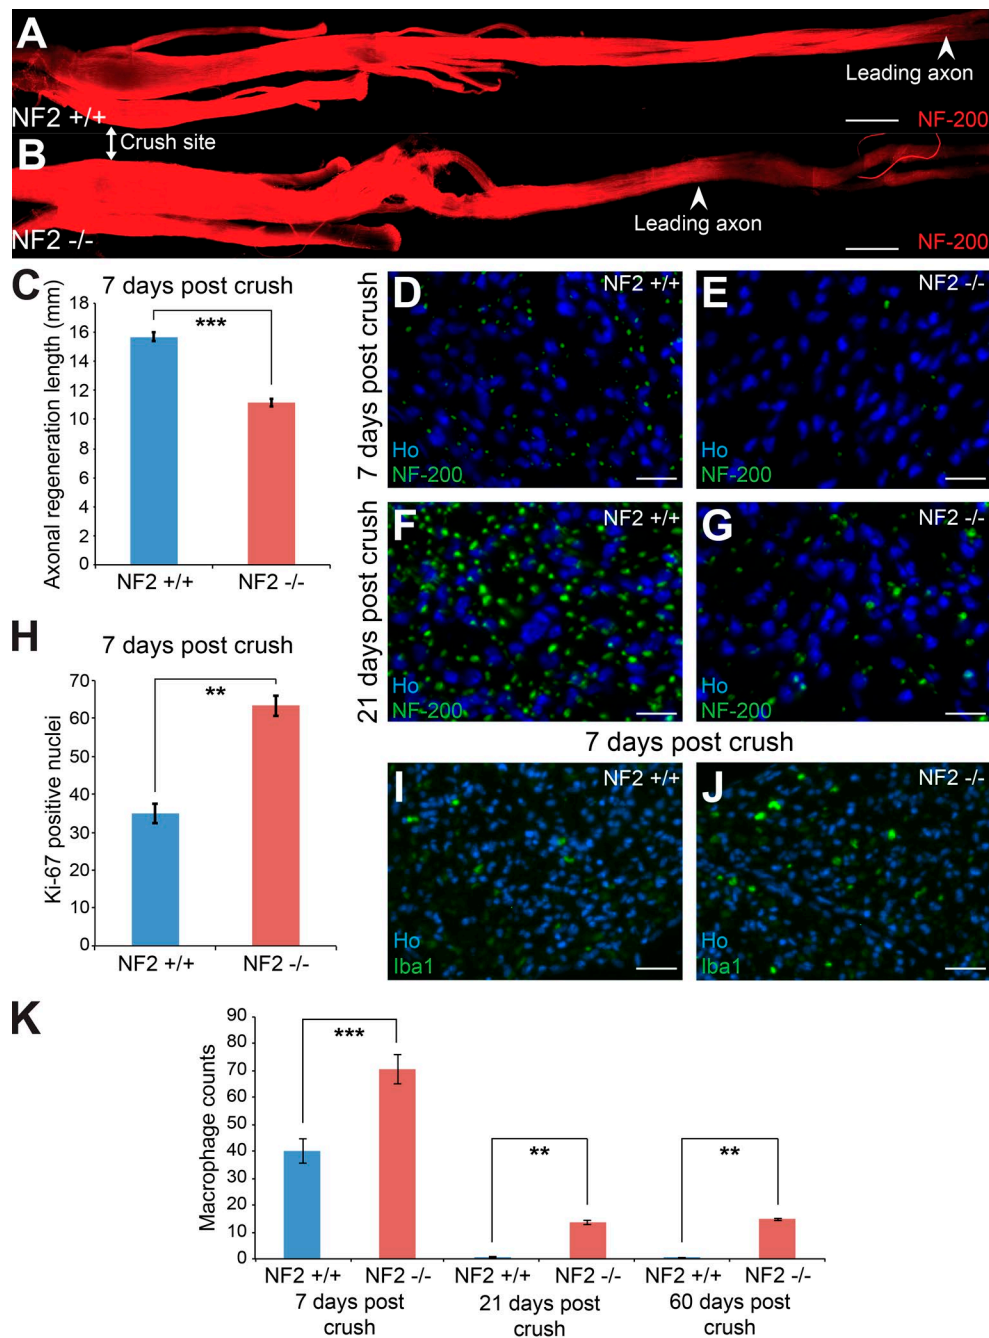 A
Leading axon
NF2 +/+
NF-200
Crush site
B
Leading axon
NF2 -/-
NF-200
C
7 days post crush
Axonal regeneration length (mm)
18
16
14
12
10
8
6
4
2
0
***
NF2 +/+
NF2 -/-
7 days post crush
D
NF2 +/+
Ho
NF-200
E
NF2 -/-
Ho
NF-200
21 days post crush
F
NF2 +/+
Ho
NF-200
G
NF2 -/-
Ho
NF-200
H
7 days post crush
Ki-67 positive nuclei
70
60
50
40
30
20
10
0
**
NF2 +/+
NF2 -/-
7 days post crush
I
NF2 +/+
Ho
Iba1
J
NF2 -/-
Ho
Iba1
K
Macrophage counts
90
80
70
60
50
40
30
20
10
0
***
**
**
NF2 +/+ NF2 -/- NF2 +/+ NF2 -/- NF2 +/+ NF2 -/-
7 days post
crush
21 days post
crush
60 days post
crush